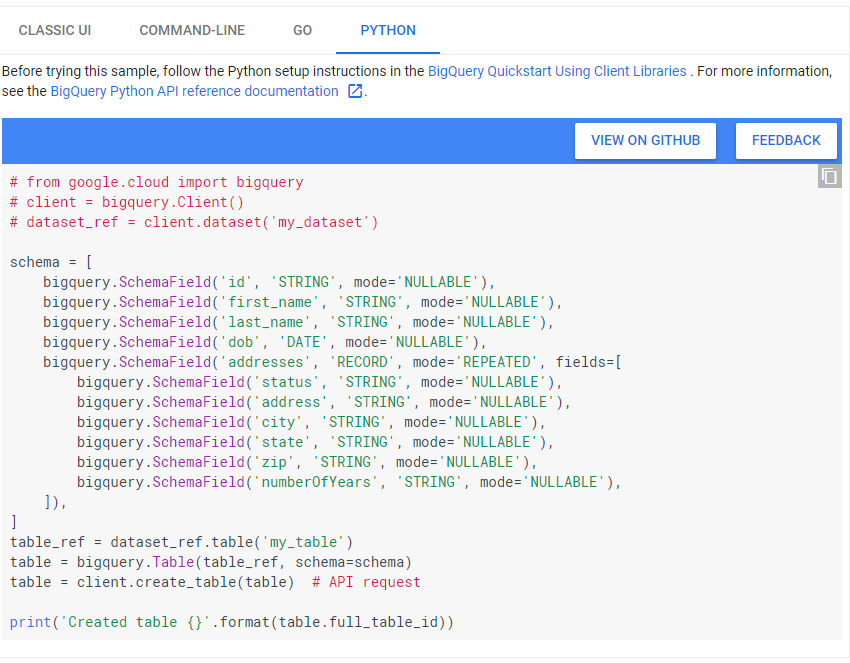 CLASSIC UI COMMAND-LINE GO PYTHON
Before trying this sample, follow the Python setup instructions in the BigQuery Quickstart Using Client Libraries . For more information,
see the BigQuery Python API reference documentation .
VIEW ON GITHUB FEEDBACK
# from google.cloud import bigquery
# client = bigquery.Client()
# dataset_ref = client.dataset('my_dataset')

schema = [
    bigquery.SchemaField('id', 'STRING', mode='NULLABLE'),
    bigquery.SchemaField('first_name', 'STRING', mode='NULLABLE'),
    bigquery.SchemaField('last_name', 'STRING', mode='NULLABLE'),
    bigquery.SchemaField('dob', 'DATE', mode='NULLABLE'),
    bigquery.SchemaField('addresses', 'RECORD', mode='REPEATED', fields=[
        bigquery.SchemaField('status', 'STRING', mode='NULLABLE'),
        bigquery.SchemaField('address', 'STRING', mode='NULLABLE'),
        bigquery.SchemaField('city', 'STRING', mode='NULLABLE'),
        bigquery.SchemaField('state', 'STRING', mode='NULLABLE'),
        bigquery.SchemaField('zip', 'STRING', mode='NULLABLE'),
        bigquery.SchemaField('numberOfYears', 'STRING', mode='NULLABLE'),
    ]),
]
table_ref = dataset_ref.table('my_table')
table = bigquery.Table(table_ref, schema=schema)
table = client.create_table(table)  # API request

print('Created table {}'.format(table.full_table_id))